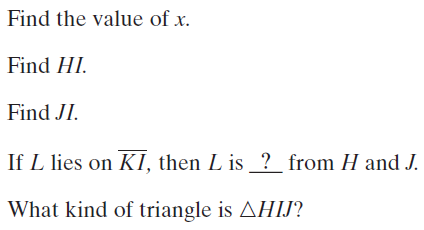 Find the value of x.
Find HI.
Find JI.
If L lies on K̅I̅, then L is _?_ from H and J.
What kind of triangle is △HIJ?